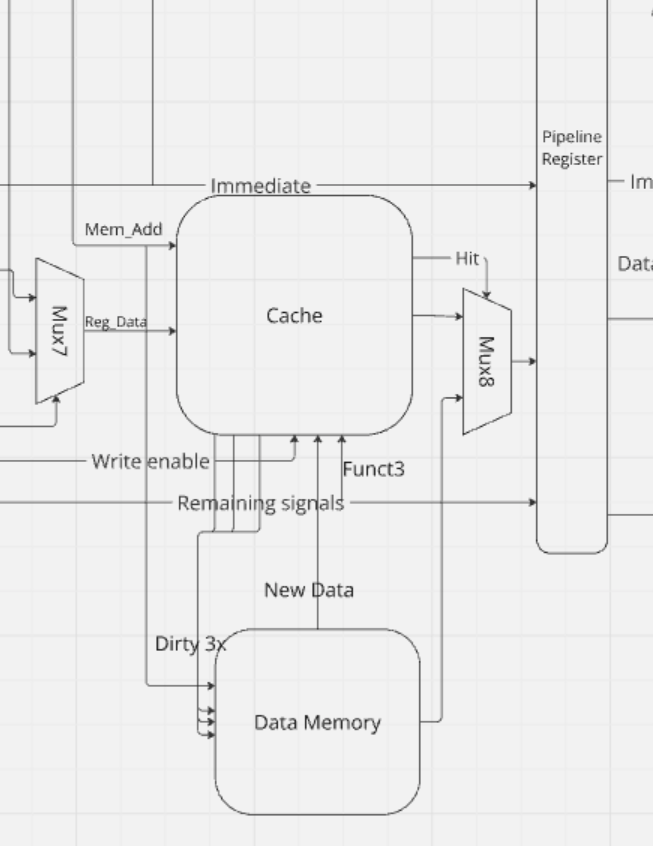 Pipeline
Register
Immediate
Im
Mem_Add
Hit
Data
Cache
Reg_Data
Mux7
Mux8
Write enable
Funct3
Remaining signals
New Data
Dirty 3x
Data Memory